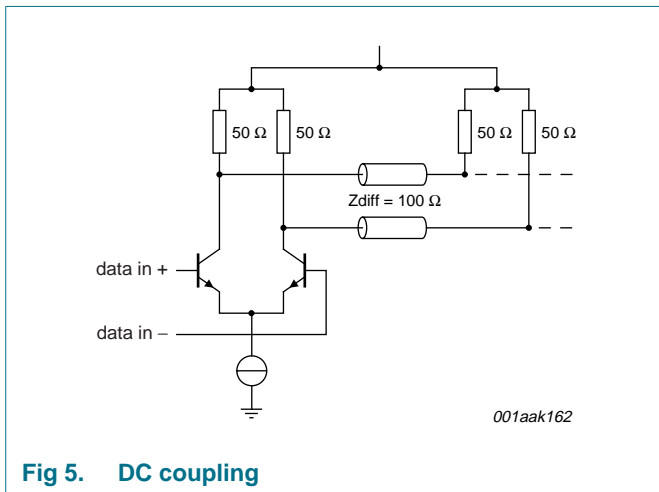 50 Ω
50 Ω
50 Ω
50 Ω
Zdiff = 100 Ω
data in +
data in −
001aak162
Fig 5. DC coupling